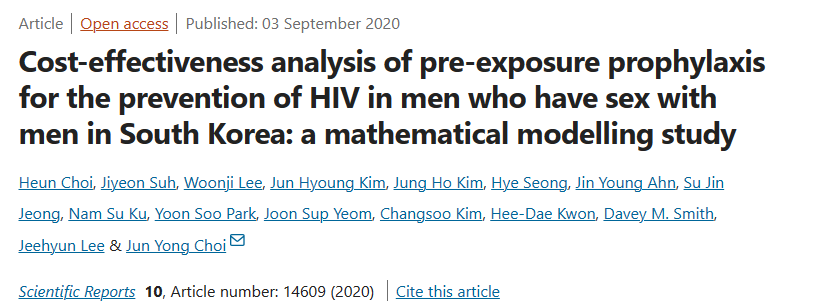 Article | Open access | Published: 03 September 2020
Cost-effectiveness analysis of pre-exposure prophylaxis
for the prevention of HIV in men who have sex with
men in South Korea: a mathematical modelling study
Heun Choi, Jiyeon Suh, Woonji Lee, Jun Hyoung Kim, Jung Ho Kim, Hye Seong, Jin Young Ahn, Su Jin
Jeong, Nam Su Ku, Yoon Soo Park, Joon Sup Yeom, Changsoo Kim, Hee-Dae Kwon, Davey M. Smith,
Jeehyun Lee & Jun Yong Choi
Scientific Reports 10, Article number: 14609 (2020) | Cite this article